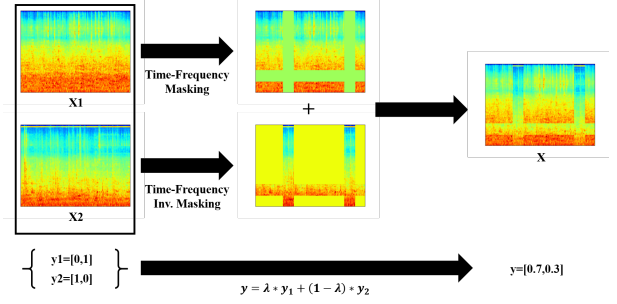 X1
Time-Frequency
Masking
+
X
X2
Time-Frequency
Inv. Masking
y1=[0,1]
y2=[1,0]
y = λ * y₁ + (1 − λ) * y₂
y=[0.7,0.3]